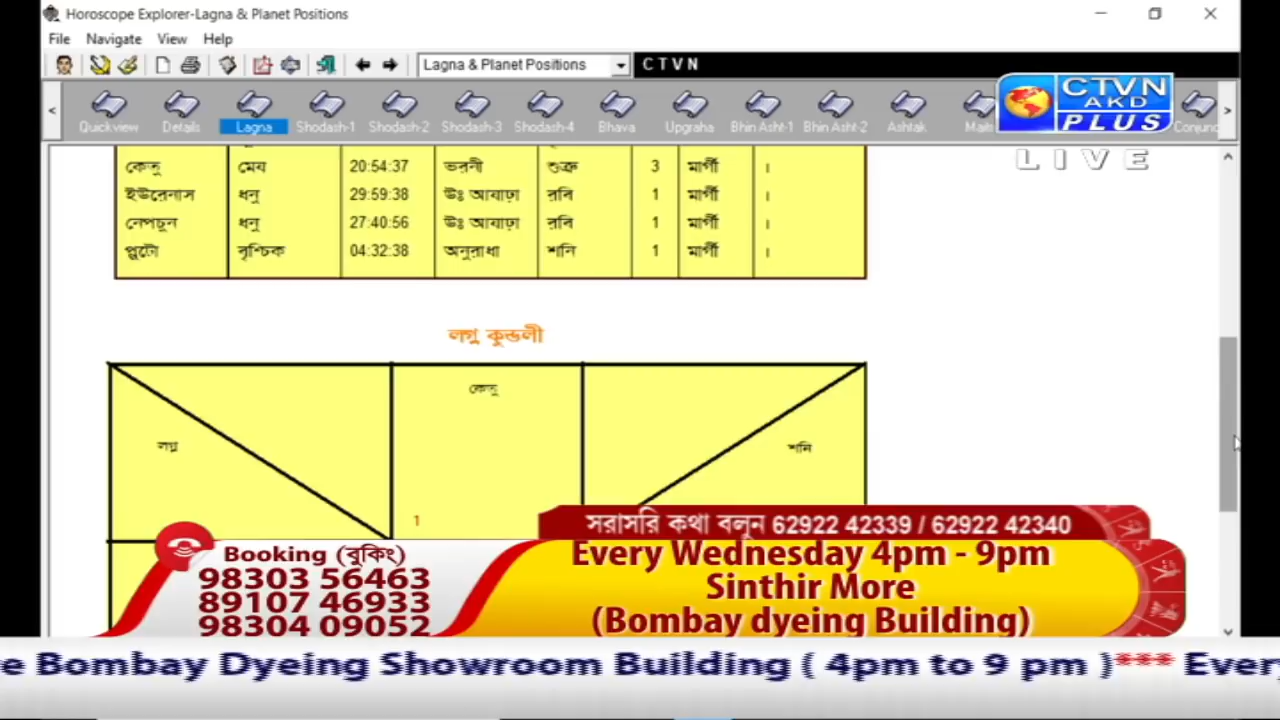 Horoscope Explorer-Lagna & Planet Positions
File Navigate View Help
Lagna & Planet Positions
CTVN
CTVN
AKD
PLUS
LIVE
Quickview Details Lagna Shodash-1 Shodash-2 Shodash-3 Shodash-4 Bhava Upgraha Bhin Asht-1 Bhin Asht-2 Ashtak
কেতু মেষ 20:54:37 ভরনী শুক্র 3 মার্গী ।
ইউরেনাস ধনু 29:59:38 উঃ আষাঢ়া রবি 1 মার্গী ।
নেপচুন ধনু 27:40:56 উঃ আষাঢ়া রবি 1 মার্গী ।
প্লুটো বৃশ্চিক 04:32:38 অনুরাধা শনি 1 মার্গী ।
লগ্ন কুন্ডলী
কেতু
লগ্ন
শনি
1
সরাসরি কথা বলুন 62922 42339 / 62922 42340
Booking (বুকিং)
98303 56463
89107 46933
98304 09052
Every Wednesday 4pm - 9pm
Sinthir More
(Bombay dyeing Building)
e Bombay Dyeing Showroom Building ( 4pm to 9 pm )*** Every